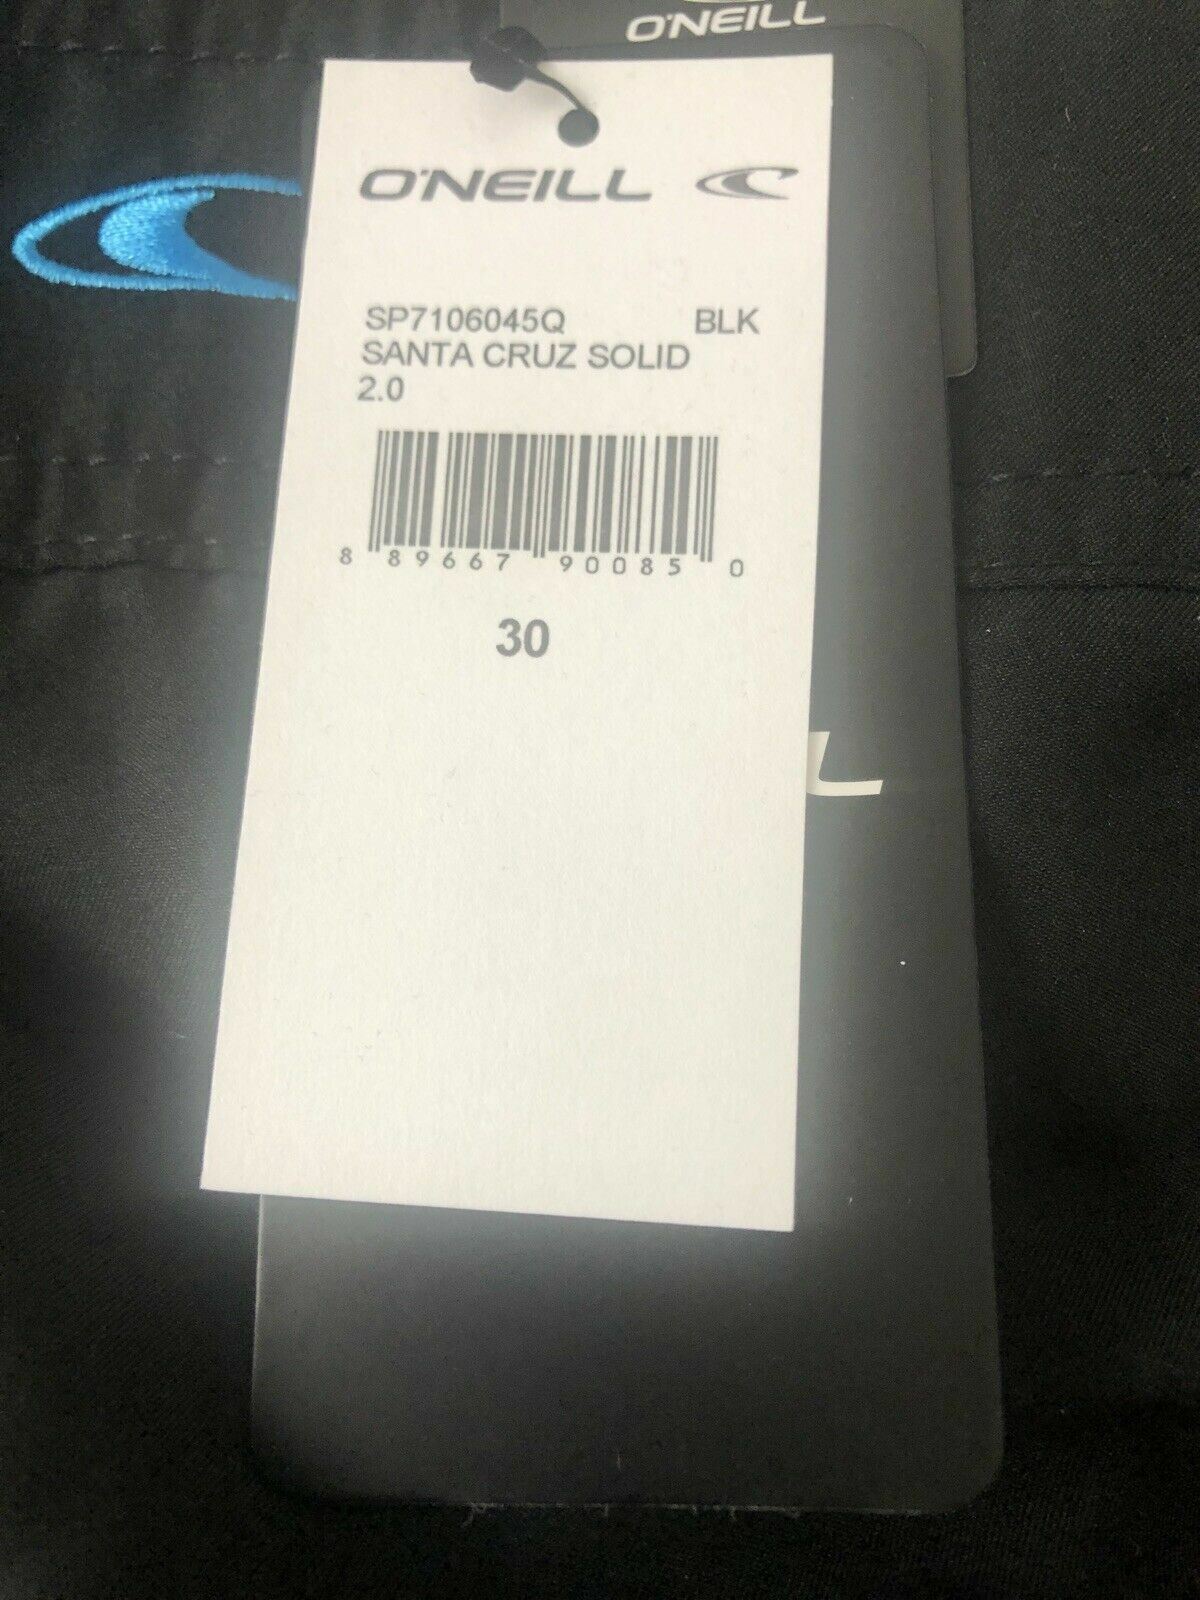 O'NEILL
O'NEILL
SP7106045Q BLK
SANTA CRUZ SOLID
2.0
8 89667 90085 0
30
L